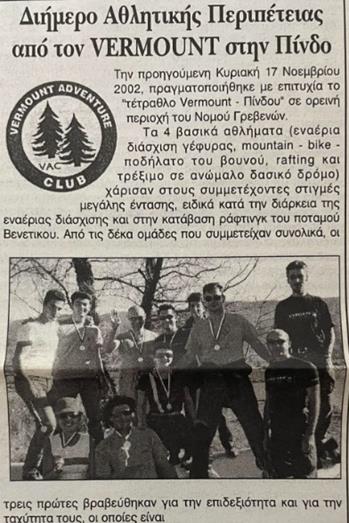 Διήμερο Αθλητικής Περιπέτειας
από τον VERMOUNT στην Πίνδο
VERMOUNT ADVENTURE
VAC
CLUB
Την προηγούμενη Κυριακή 17 Νοεμβρίου
2002, πραγματοποιήθηκε με επιτυχία το
"τέτραθλο Vermount - Πίνδου" σε ορεινή
περιοχή του Νομού Γρεβενών.
Τα 4 βασικά αθλήματα (εναέρια
διάσχιση γέφυρας, mountain - bike -
ποδήλατο του βουνού, rafting και
τρέξιμο σε ανώμαλο δασικό δρόμο)
χάρισαν στους συμμετέχοντες στιγμές
μεγάλης έντασης, ειδικά κατά την διάρκεια της
εναέριας διάσχισης και στην κατάβαση ράφτινγκ του ποταμού
Βενετικου. Από τις δέκα ομάδες που συμμετείχαν συνολικά, οι
τρεις πρώτες βραβεύθηκαν για την επιδεξιότητα και για την
ταχύτητα τους, οι οποίες είναι